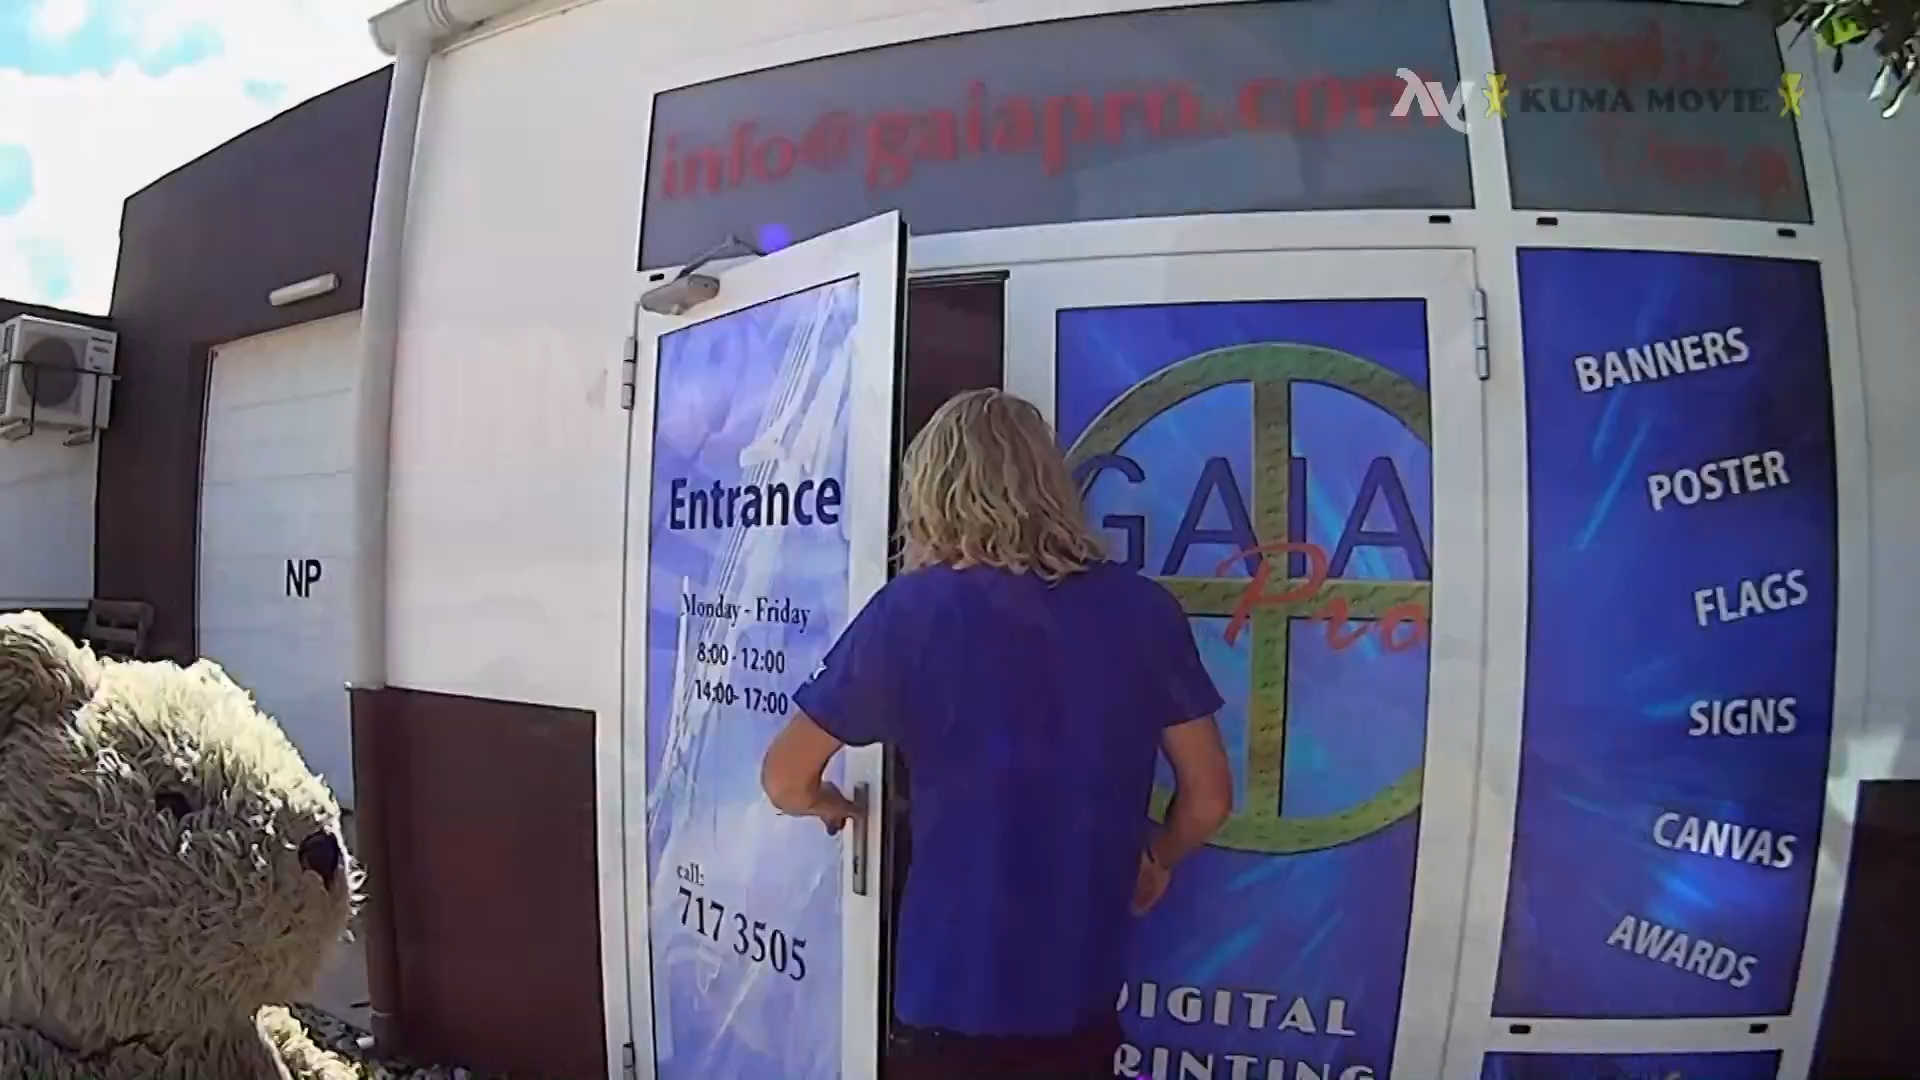 info@gaiapro.com
KUMA MOVIE
NP
Entrance
Monday - Friday
8:00 - 12:00
14:00 - 17:00
call:
717 3505
GAIA
Pro
DIGITAL
PRINTING
BANNERS
POSTER
FLAGS
SIGNS
CANVAS
AWARDS